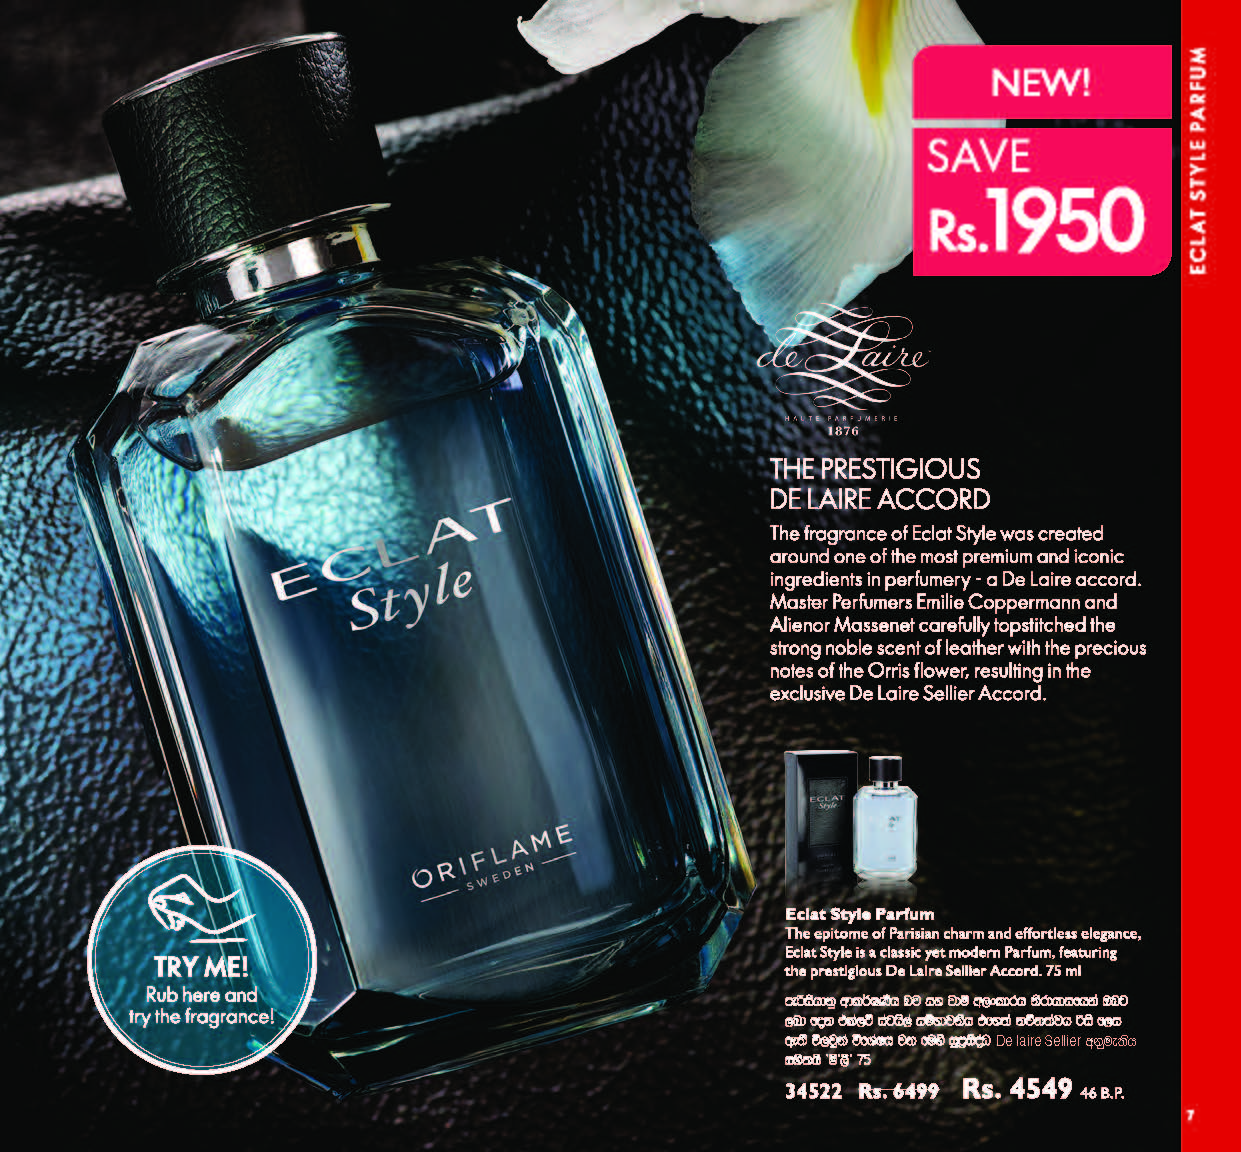 NEW!
SAVE
Rs.1950
ECLAT STYLE PARFUM
de Laire
HAUTE PARFUMERIE
1876
THE PRESTIGIOUS
DE LAIRE ACCORD
The fragrance of Eclat Style was created
around one of the most premium and iconic
ingredients in perfumery - a De Laire accord.
Master Perfumers Emilie Coppermann and
Alienor Massenet carefully topstitched the
strong noble scent of leather with the precious
notes of the Orris flower, resulting in the
exclusive De Laire Sellier Accord.
ECLAT
Style
ORIFLAME
SWEDEN
TRY ME!
Rub here and
try the fragrance!
ECLAT
Style
Eclat Style Parfum
The epitome of Parisian charm and effortless elegance,
Eclat Style is a classic yet modern Parfum, featuring
the prestigious De Laire Sellier Accord. 75 ml
De laire Sellier
75
34522 Rs. 6499 Rs. 4549 46 B.P.
7